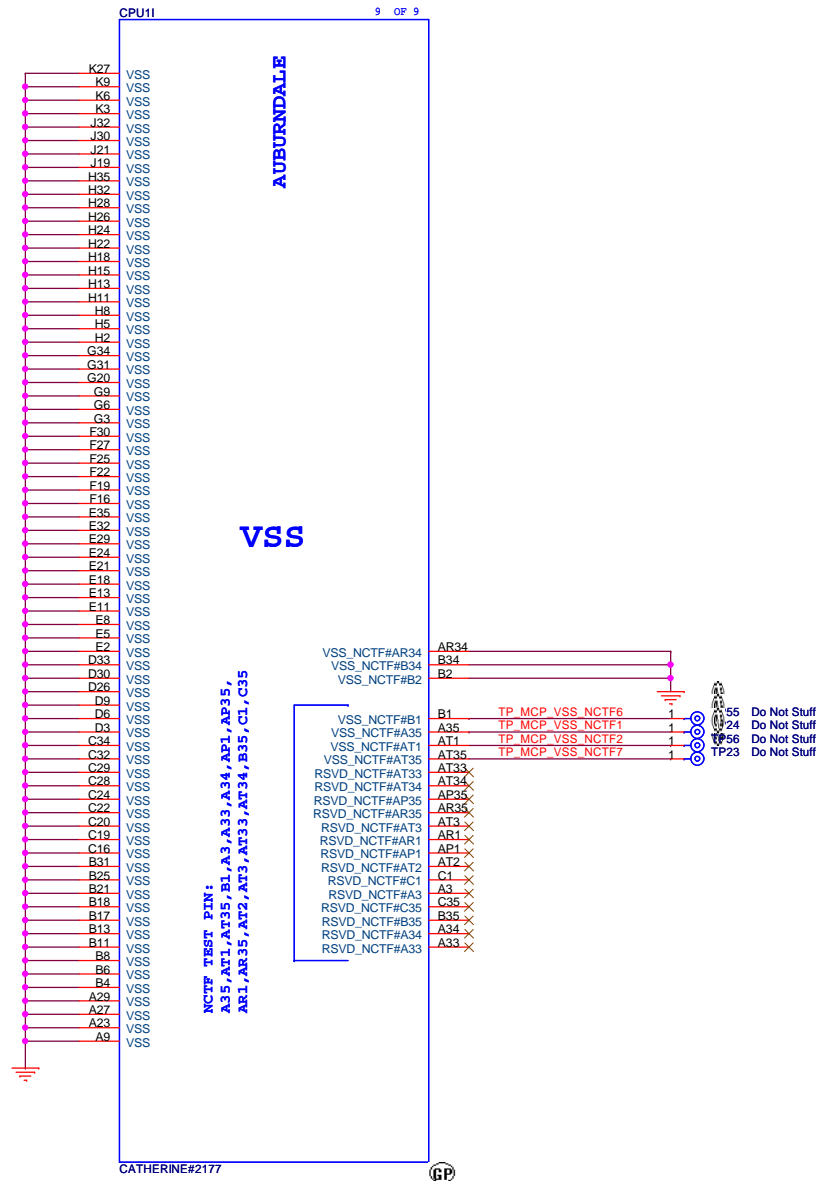 CPU1I
9 OF 9
AUBURNDALE
K27 VSS
K9 VSS
K6 VSS
K3 VSS
J32 VSS
J30 VSS
J21 VSS
J19 VSS
H35 VSS
H32 VSS
H28 VSS
H26 VSS
H24 VSS
H22 VSS
H18 VSS
H15 VSS
H13 VSS
H11 VSS
H8 VSS
H5 VSS
H2 VSS
G34 VSS
G31 VSS
G20 VSS
G9 VSS
G6 VSS
G3 VSS
F30 VSS
F27 VSS
F25 VSS
F22 VSS
F19 VSS
F16 VSS
E35 VSS
E32 VSS
E29 VSS
E24 VSS
E21 VSS
E18 VSS
E13 VSS
E11 VSS
E8 VSS
E5 VSS
E2 VSS
D33 VSS
D30 VSS
D26 VSS
D9 VSS
D6 VSS
D3 VSS
C34 VSS
C32 VSS
C29 VSS
C28 VSS
C24 VSS
C22 VSS
C20 VSS
C19 VSS
C16 VSS
B31 VSS
B25 VSS
B21 VSS
B18 VSS
B17 VSS
B13 VSS
B11 VSS
B8 VSS
B6 VSS
B4 VSS
A29 VSS
A27 VSS
A23 VSS
A9 VSS
VSS
NCTF TEST PIN:
A35,AT1,AT35,B1,A3,A33,A34,AP1,AP35,
AR1,AR35,AT2,AT3,AT33,AT34,B35,C1,C35
VSS_NCTF#AR34 AR34
VSS_NCTF#B34 B34
VSS_NCTF#B2 B2
VSS_NCTF#B1 B1 TP_MCP_VSS_NCTF6 1 55 Do Not Stuff
VSS_NCTF#A35 A35 TP_MCP_VSS_NCTF1 1 24 Do Not Stuff
VSS_NCTF#AT1 AT1 TP_MCP_VSS_NCTF2 1 TP56 Do Not Stuff
VSS_NCTF#AT35 AT35 TP_MCP_VSS_NCTF7 1 TP23 Do Not Stuff
RSVD_NCTF#AT33 AT33
RSVD_NCTF#AT34 AT34
RSVD_NCTF#AP35 AP35
RSVD_NCTF#AR35 AR35
RSVD_NCTF#AT3 AT3
RSVD_NCTF#AR1 AR1
RSVD_NCTF#AP1 AP1
RSVD_NCTF#AT2 AT2
RSVD_NCTF#C1 C1
RSVD_NCTF#A3 A3
RSVD_NCTF#C35 C35
RSVD_NCTF#B35 B35
RSVD_NCTF#A34 A34
RSVD_NCTF#A33 A33
CATHERINE#2177
GP